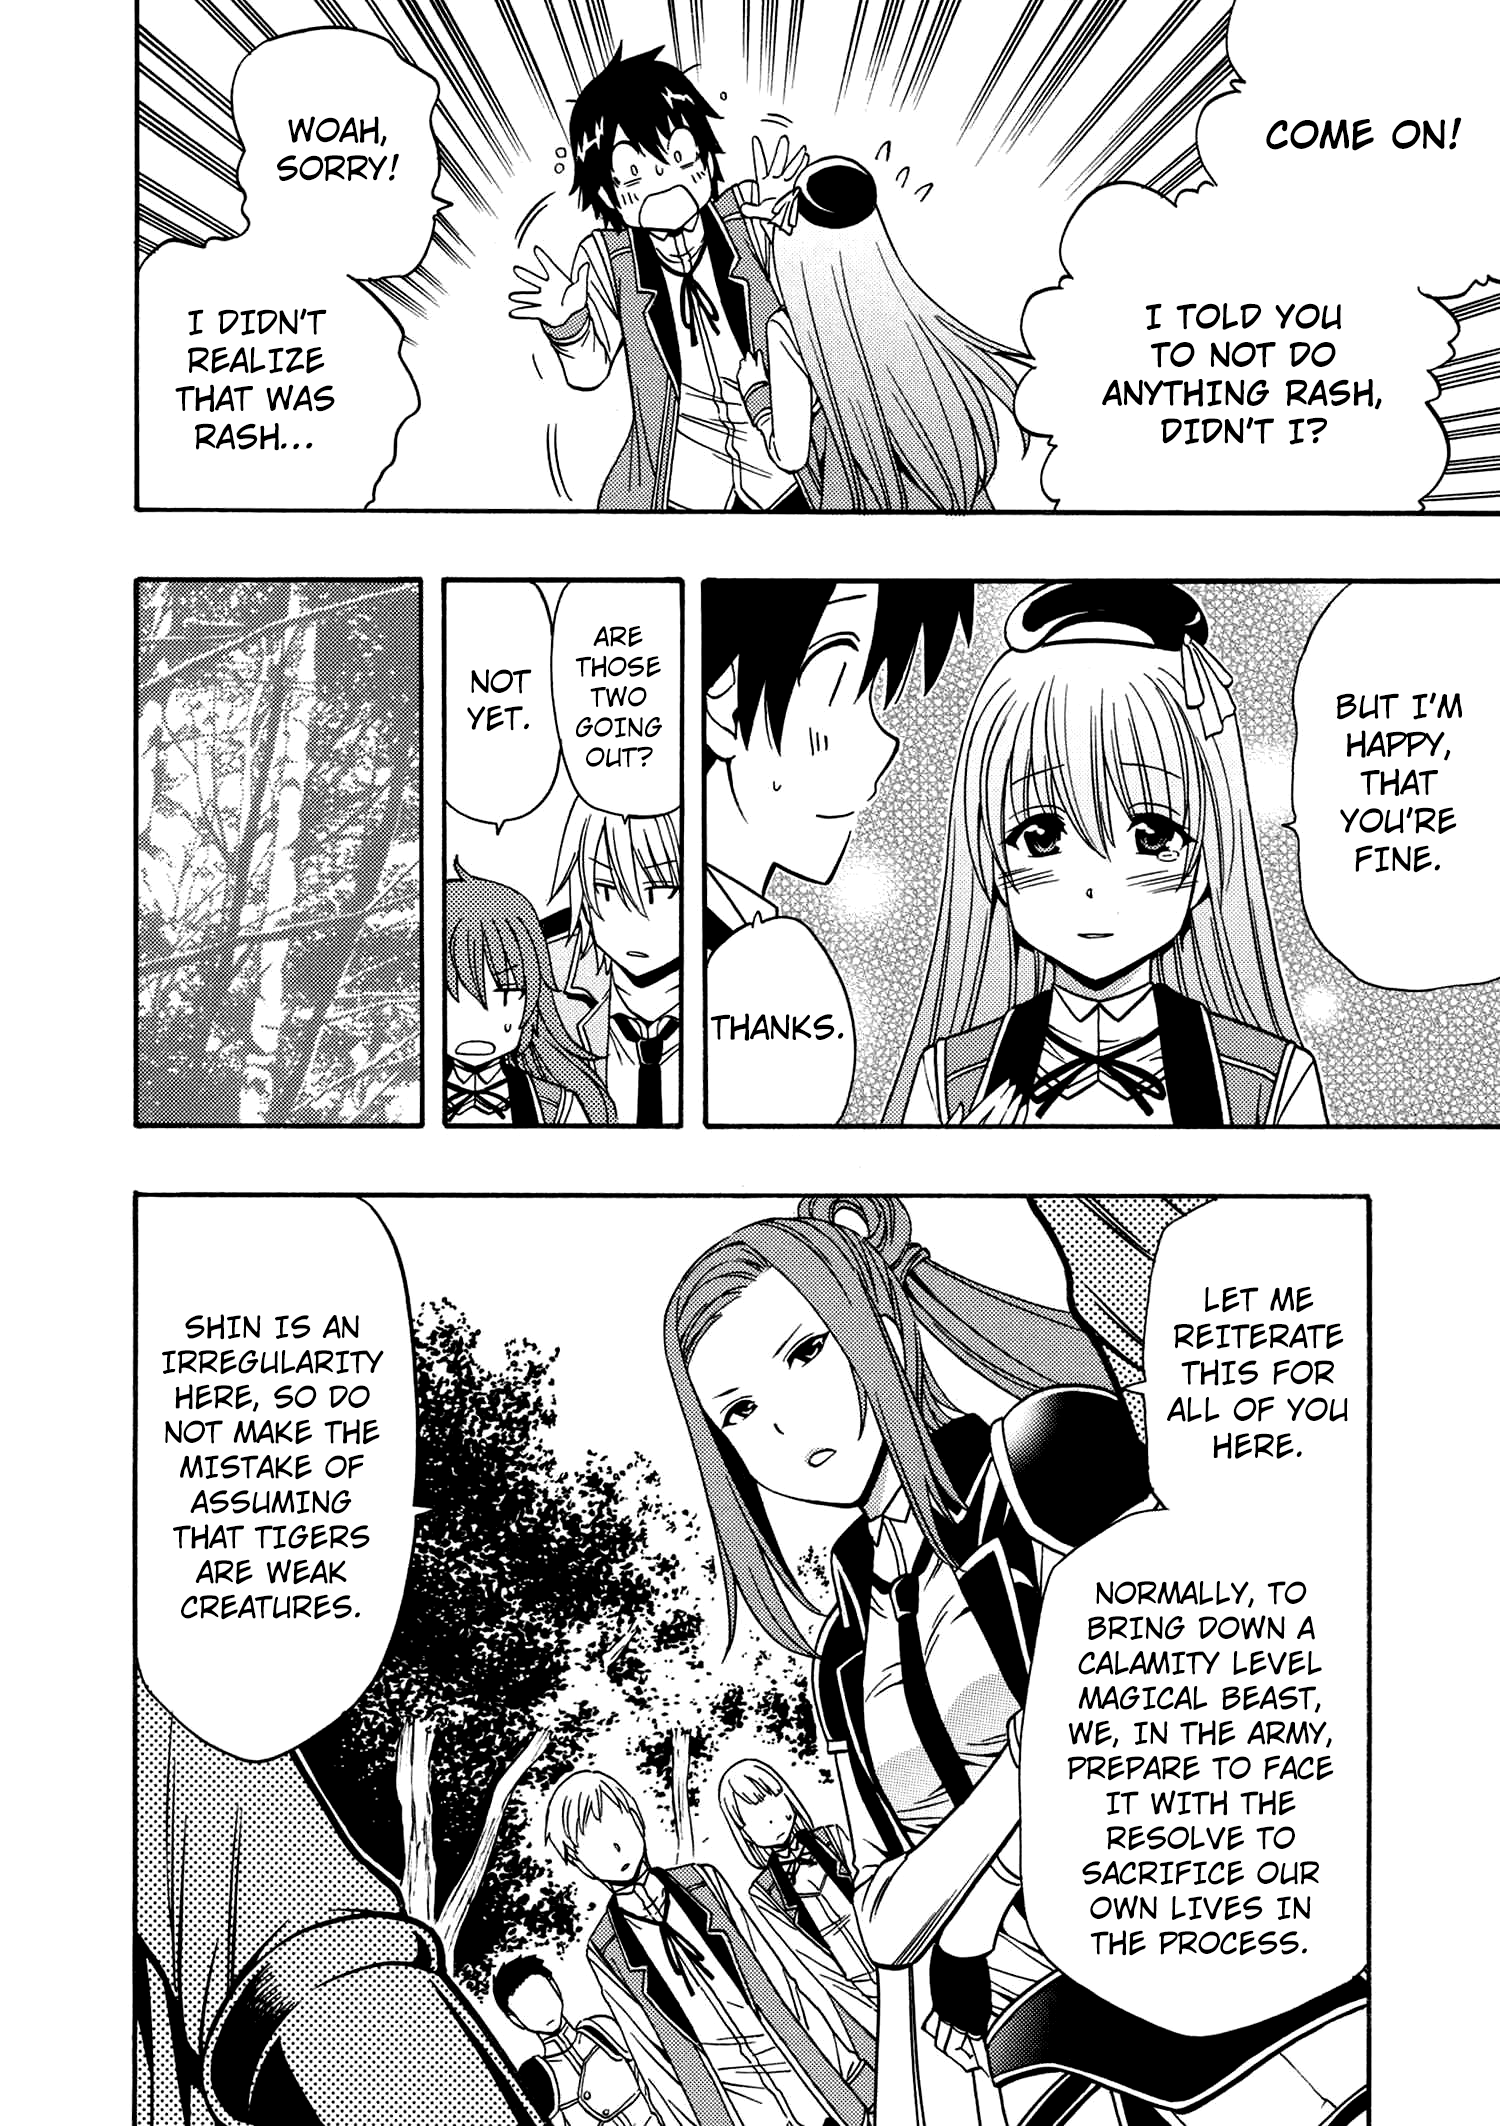 COME ON!
I TOLD YOU
TO NOT DO
ANYTHING RASH,
DIDN'T I?
WOAH,
SORRY!
I DIDN'T
REALIZE
THAT WAS
RASH...
BUT I'M
HAPPY,
THAT
YOU'RE
FINE.
THANKS.
ARE
THOSE
TWO
GOING
OUT?
NOT
YET.
LET ME
REITERATE
THIS FOR
ALL OF YOU
HERE.
NORMALLY, TO
BRING DOWN A
CALAMITY LEVEL
MAGICAL BEAST,
WE, IN THE ARMY,
PREPARE TO FACE
IT WITH THE
RESOLVE TO
SACRIFICE OUR
OWN LIVES IN
THE PROCESS.
SHIN IS AN
IRREGULARITY
HERE, SO DO
NOT MAKE THE
MISTAKE OF
ASSUMING
THAT TIGERS
ARE WEAK
CREATURES.